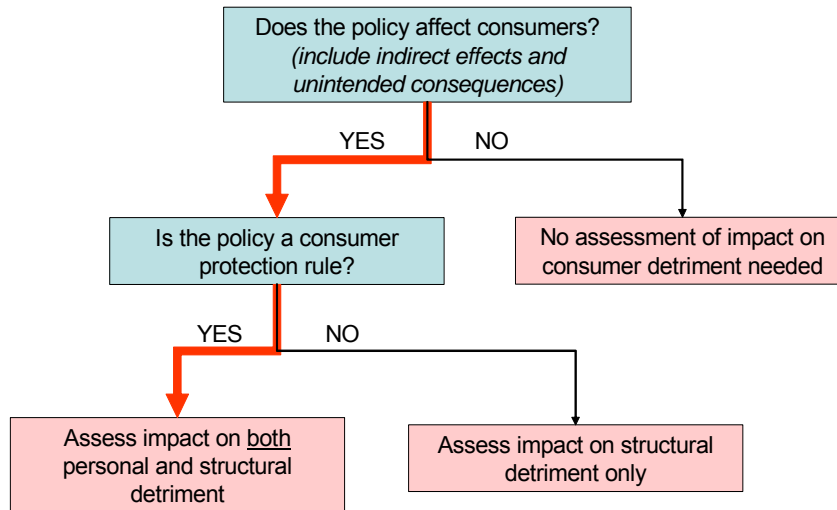 Does the policy affect consumers?
(include indirect effects and
unintended consequences)
YES
NO
Is the policy a consumer
protection rule?
No assessment of impact on
consumer detriment needed
YES
NO
Assess impact on both
personal and structural
detriment
Assess impact on structural
detriment only